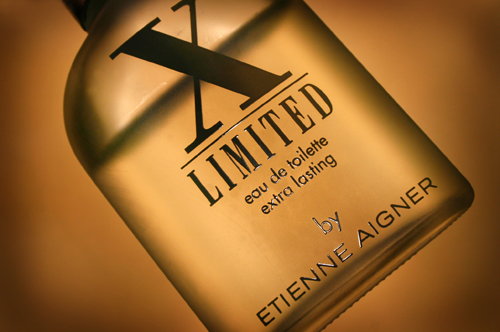 X
LIMITED
eau de toilette
extra lasting
by
ETIENNE AIGNER